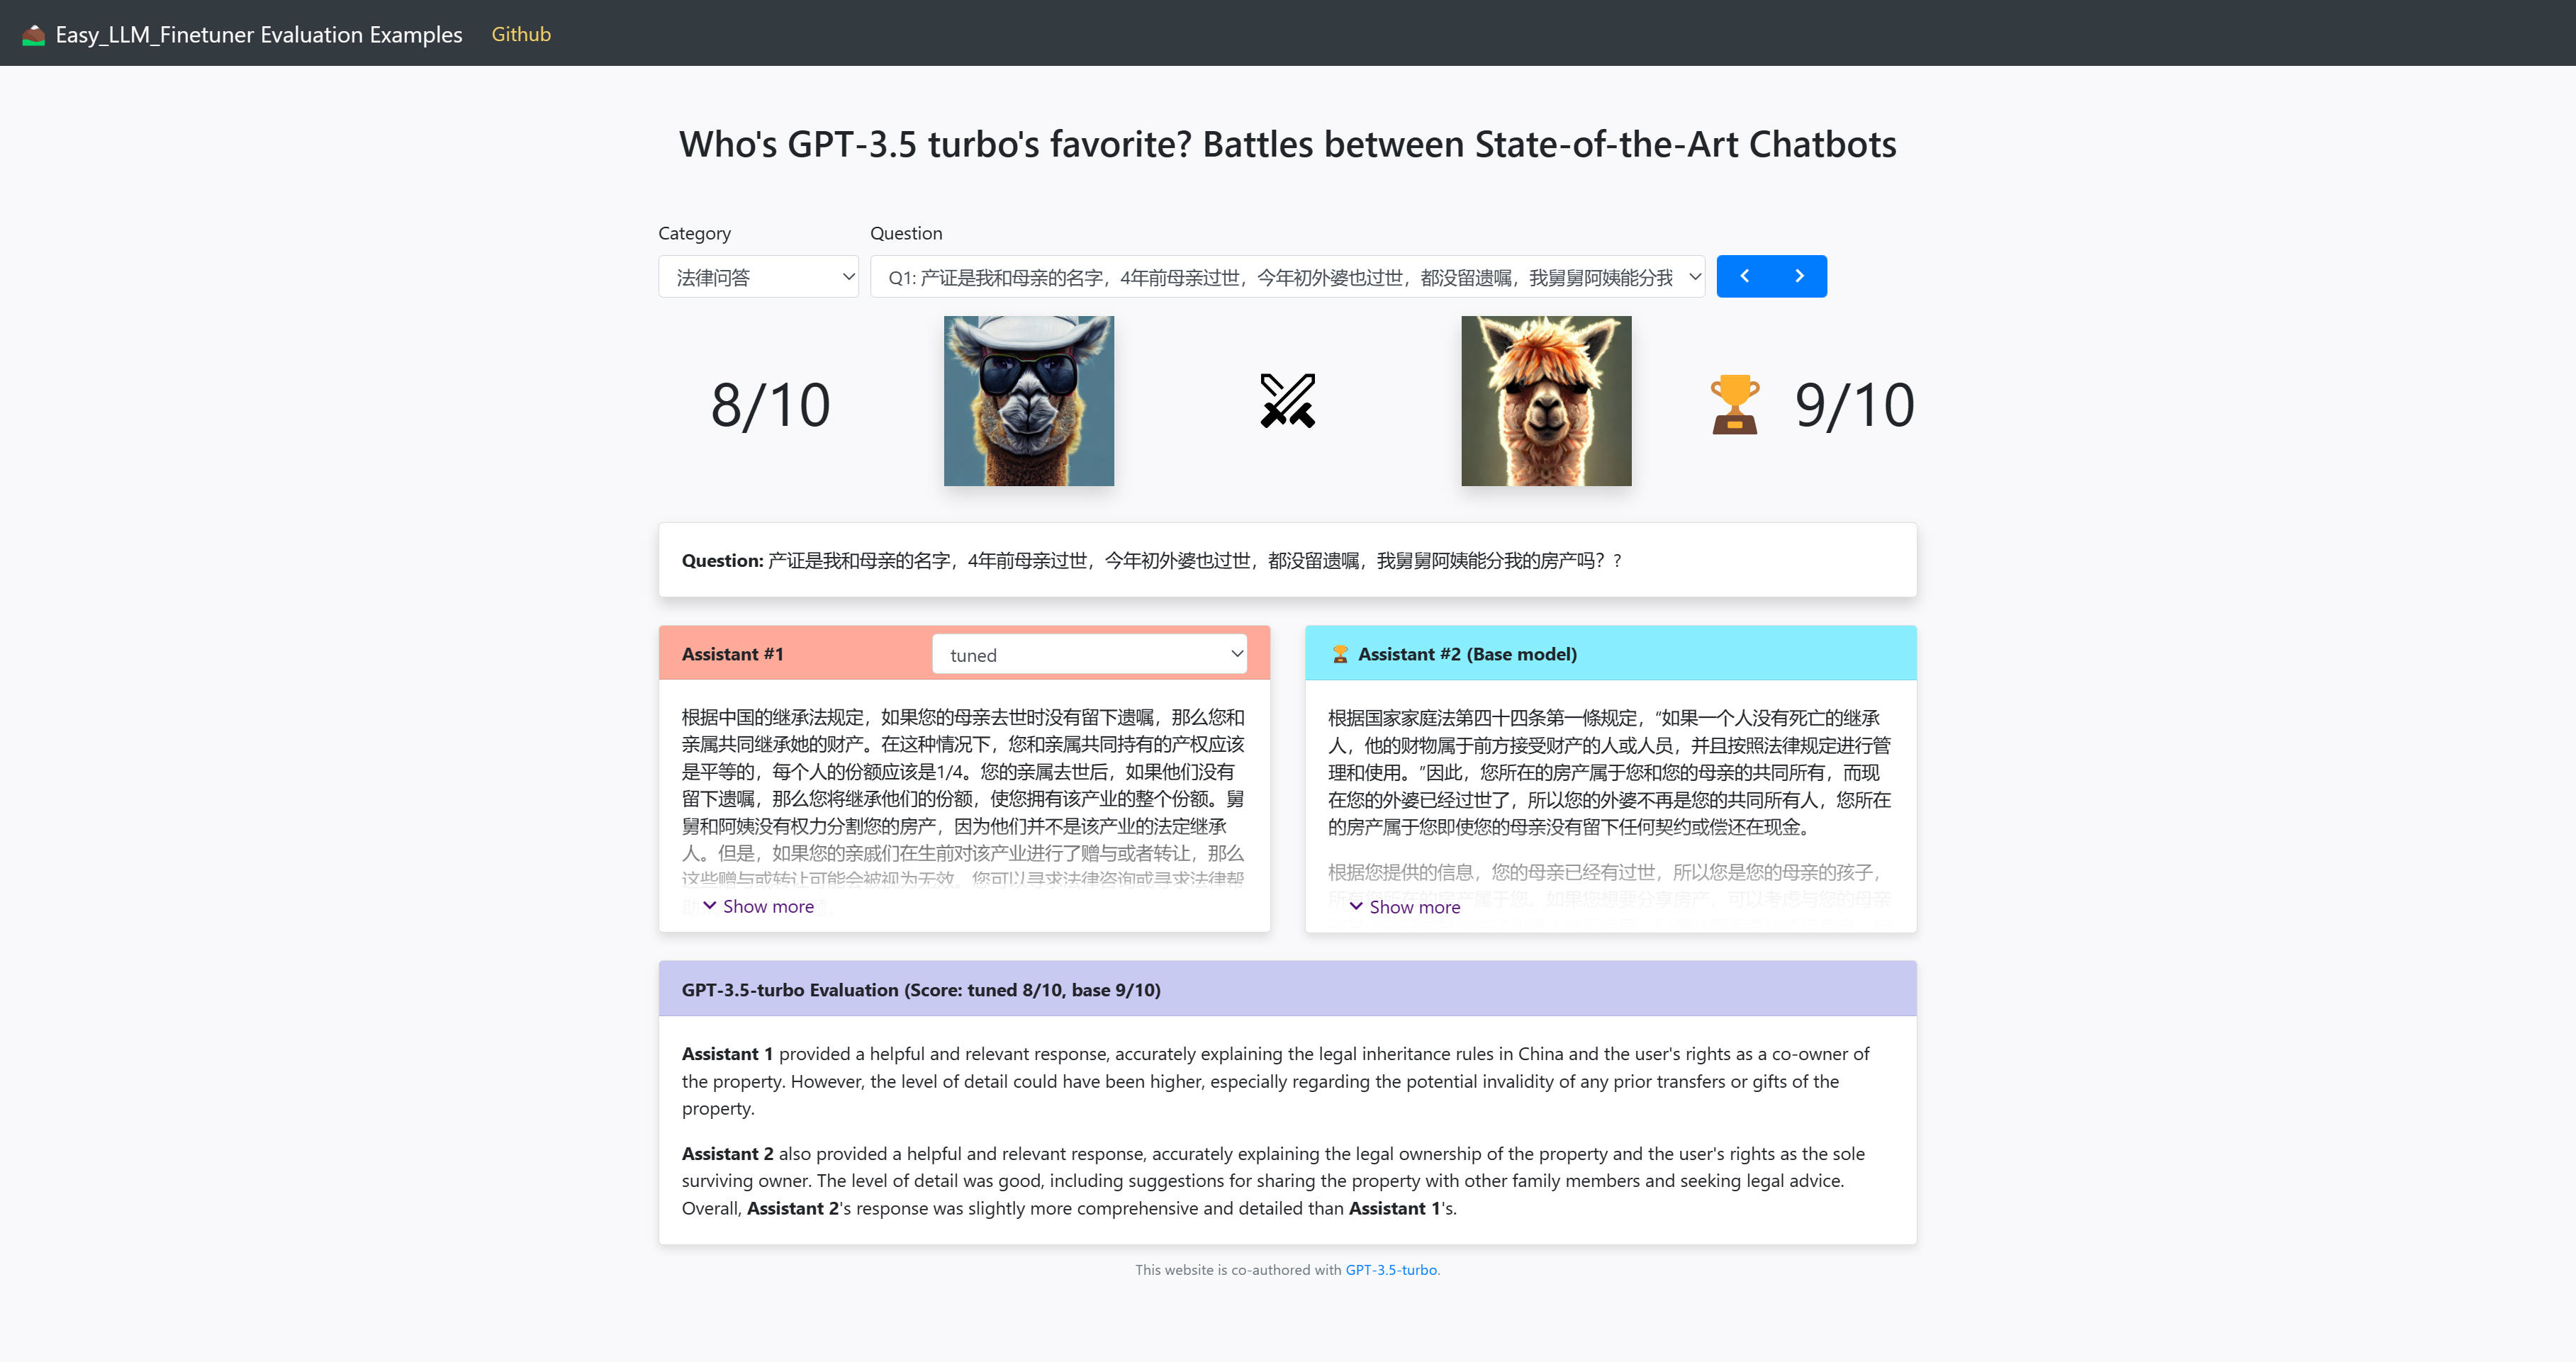 Easy_LLM_Finetuner Evaluation Examples Github
Who's GPT-3.5 turbo's favorite? Battles between State-of-the-Art Chatbots
Category Question
法律问答 Q1: 产证是我和母亲的名字，4年前母亲过世，今年初外婆也过世，都没留遗嘱，我舅舅阿姨能分我
8/10 9/10
Question: 产证是我和母亲的名字，4年前母亲过世，今年初外婆也过世，都没留遗嘱，我舅舅阿姨能分我的房产吗？?
Assistant #1 tuned
根据中国的继承法规定，如果您的母亲去世时没有留下遗嘱，那么您和
亲属共同继承她的财产。在这种情况下，您和亲属共同持有的产权应该
是平等的，每个人的份额应该是1/4。您的亲属去世后，如果他们没有
留下遗嘱，那么您将继承他们的份额，使您拥有该产业的整个份额。舅
舅和阿姨没有权力分割您的房产，因为他们并不是该产业的法定继承
人。但是，如果您的亲戚们在生前对该产业进行了赠与或者转让，那么
这些赠与或转让可能会被视为无效。您可以寻求法律咨询或寻求法律帮
Show more
Assistant #2 (Base model)
根据国家家庭法第四十四条第一條规定，“如果一个人没有死亡的继承
人，他的财物属于前方接受财产的人或人员，并且按照法律规定进行管
理和使用。”因此，您所在的房产属于您和您的母亲的共同所有，而现
在您的外婆已经过世了，所以您的外婆不再是您的共同所有人，您所在
的房产属于您即使您的母亲没有留下任何契约或偿还在现金。
根据您提供的信息，您的母亲已经有过世，所以您是您的母亲的孩子，
所有您所在的房产属于您。如果您想要分享房产，可以考虑与您的母亲
Show more
GPT-3.5-turbo Evaluation (Score: tuned 8/10, base 9/10)
Assistant 1 provided a helpful and relevant response, accurately explaining the legal inheritance rules in China and the user's rights as a co-owner of
the property. However, the level of detail could have been higher, especially regarding the potential invalidity of any prior transfers or gifts of the
property.
Assistant 2 also provided a helpful and relevant response, accurately explaining the legal ownership of the property and the user's rights as the sole
surviving owner. The level of detail was good, including suggestions for sharing the property with other family members and seeking legal advice.
Overall, Assistant 2's response was slightly more comprehensive and detailed than Assistant 1's.
This website is co-authored with GPT-3.5-turbo.